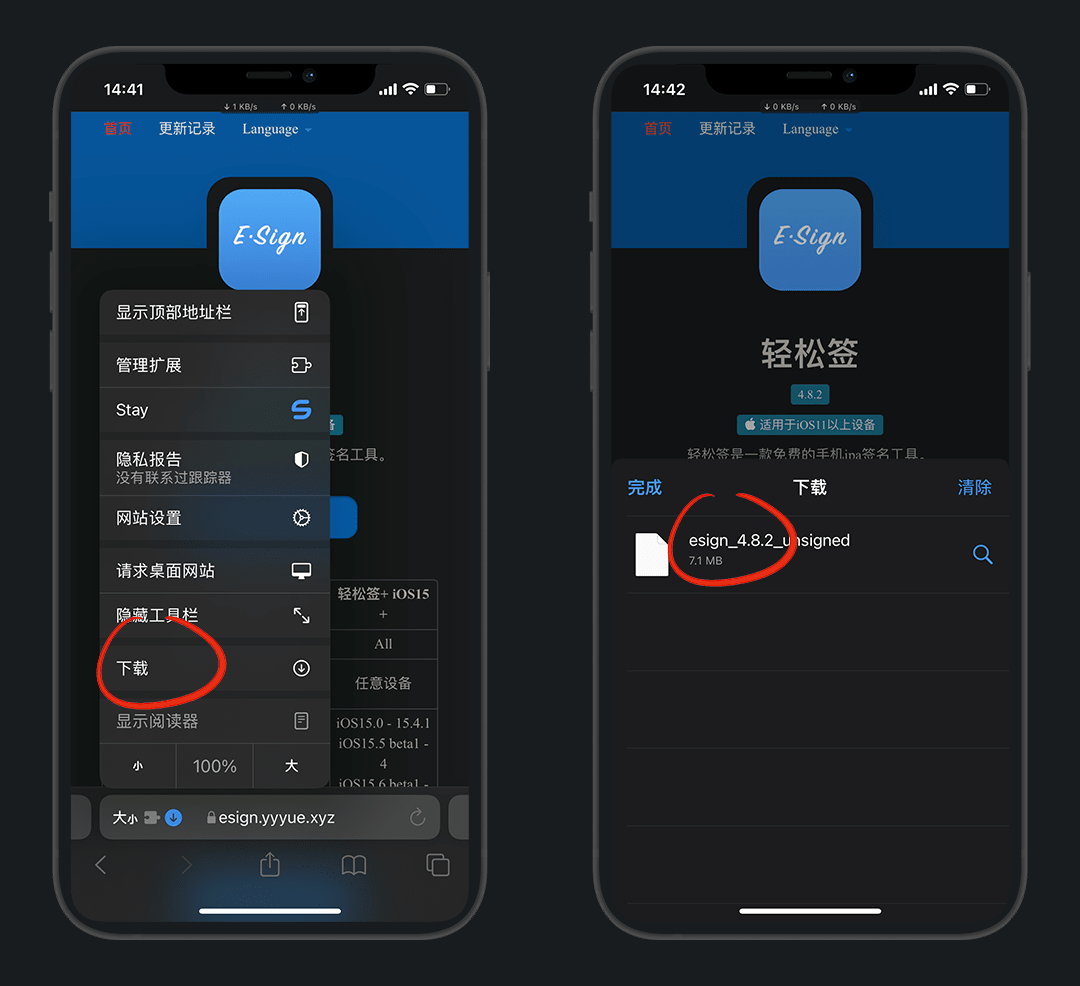 14:41
↓ 1 KB/s ↑ 0 KB/s
首页 更新记录 Language
E·Sign
显示顶部地址栏
管理扩展
Stay
隐私报告
没有联系过跟踪器
网站设置
请求桌面网站
隐藏工具栏
下载
显示阅读器
小 100% 大
备
签名工具。
轻松签+ iOS15
+
All
任意设备
iOS15.0 - 15.4.1
iOS15.5 beta1 -
4
iOS15.6 beta1 -
大小 esign.yyyue.xyz
14:42
↓ 0 KB/s ↑ 0 KB/s
首页 更新记录 Language
E·Sign
轻松签
4.8.2
适用于iOS11以上设备
轻松签是一款免费的手机ipa签名工具。
完成 下载 清除
esign_4.8.2_unsigned
7.1 MB